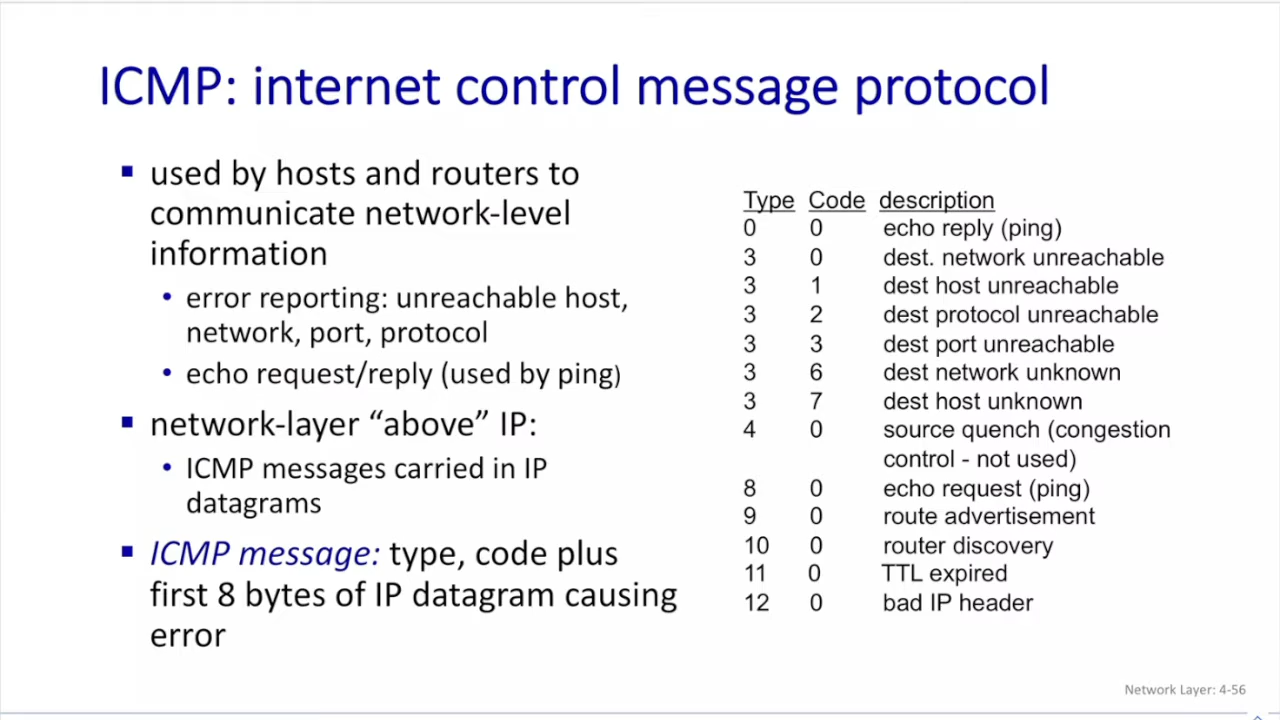 ICMP: internet control message protocol
▪ used by hosts and routers to
communicate network-level
information
• error reporting: unreachable host,
network, port, protocol
• echo request/reply (used by ping)
▪ network-layer “above” IP:
• ICMP messages carried in IP
datagrams
▪ ICMP message: type, code plus
first 8 bytes of IP datagram causing
error
Type Code description
0 0 echo reply (ping)
3 0 dest. network unreachable
3 1 dest host unreachable
3 2 dest protocol unreachable
3 3 dest port unreachable
3 6 dest network unknown
3 7 dest host unknown
4 0 source quench (congestion
control - not used)
8 0 echo request (ping)
9 0 route advertisement
10 0 router discovery
11 0 TTL expired
12 0 bad IP header
Network Layer: 4-56